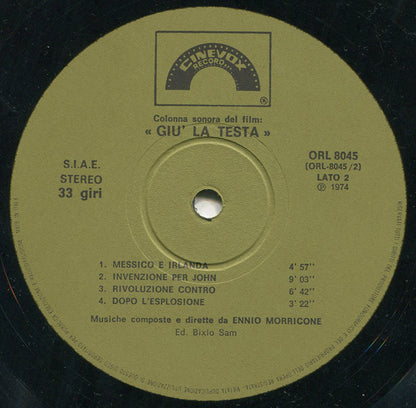 CINEVOX
RECORD
®
Colonna sonora del film:
« GIU' LA TESTA »
S.I.A.E.
STEREO
33 giri
ORL 8045
(ORL-8045/2)
LATO 2
℗ 1974
1. MESSICO E IRLANDA 4' 57''
2. INVENZIONE PER JOHN 9' 03''
3. RIVOLUZIONE CONTRO 6' 42''
4. DOPO L'ESPLOSIONE 3' 22''
Musiche composte e dirette da ENNIO MORRICONE
Ed. Bixio Sam